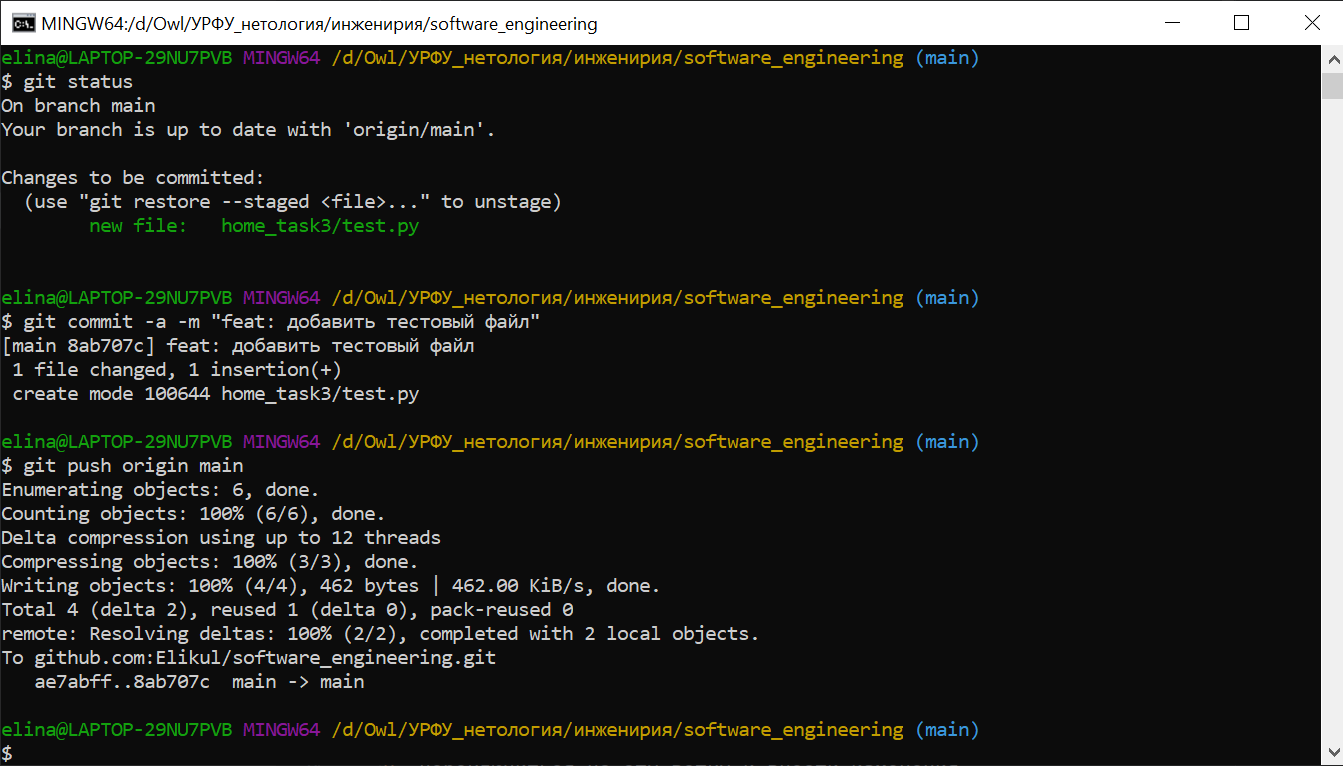 MINGW64:/d/Owl/УРФУ_нетология/инженирия/software_engineering
elina@LAPTOP-29NU7PVB MINGW64 /d/Owl/УРФУ_нетология/инженирия/software_engineering (main)
$ git status
On branch main
Your branch is up to date with 'origin/main'.
Changes to be committed:
  (use "git restore --staged <file>..." to unstage)
        new file:   home_task3/test.py
elina@LAPTOP-29NU7PVB MINGW64 /d/Owl/УРФУ_нетология/инженирия/software_engineering (main)
$ git commit -a -m "feat: добавить тестовый файл"
[main 8ab707c] feat: добавить тестовый файл
 1 file changed, 1 insertion(+)
 create mode 100644 home_task3/test.py
elina@LAPTOP-29NU7PVB MINGW64 /d/Owl/УРФУ_нетология/инженирия/software_engineering (main)
$ git push origin main
Enumerating objects: 6, done.
Counting objects: 100% (6/6), done.
Delta compression using up to 12 threads
Compressing objects: 100% (3/3), done.
Writing objects: 100% (4/4), 462 bytes | 462.00 KiB/s, done.
Total 4 (delta 2), reused 1 (delta 0), pack-reused 0
remote: Resolving deltas: 100% (2/2), completed with 2 local objects.
To github.com:Elikul/software_engineering.git
   ae7abff..8ab707c  main -> main
elina@LAPTOP-29NU7PVB MINGW64 /d/Owl/УРФУ_нетология/инженирия/software_engineering (main)
$